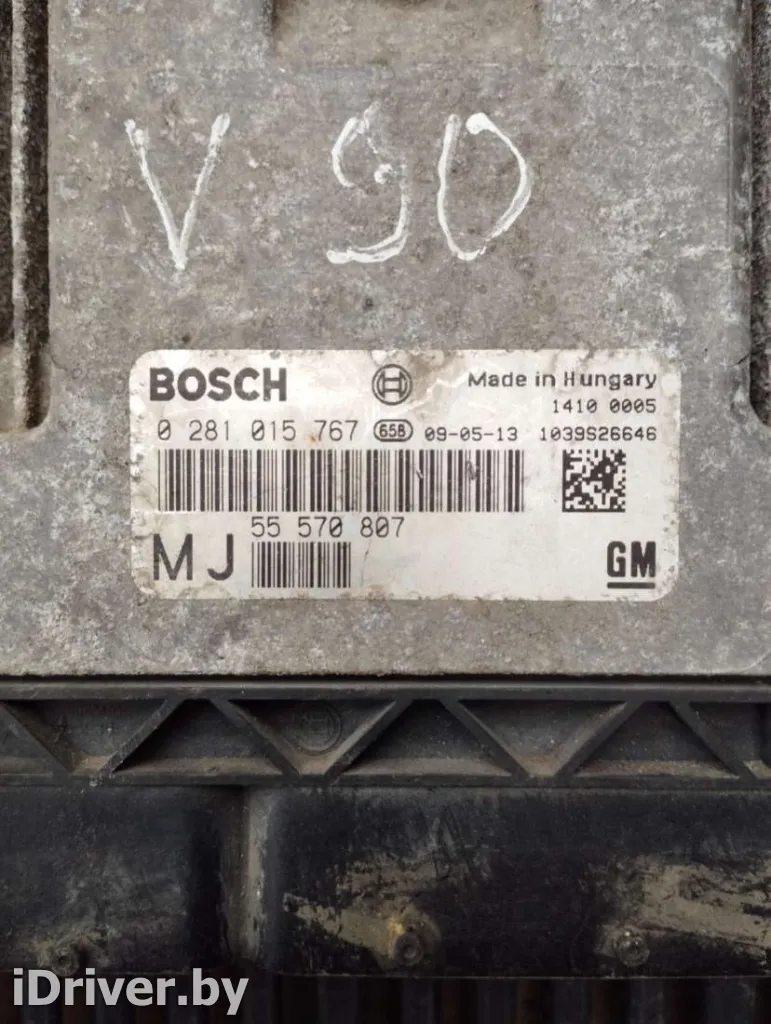 V 90
BOSCH
Made in Hungary
1410 0005
0 281 015 767 658 09-05-13 1039S26646
55 570 807
MJ
GM
iDriver.by